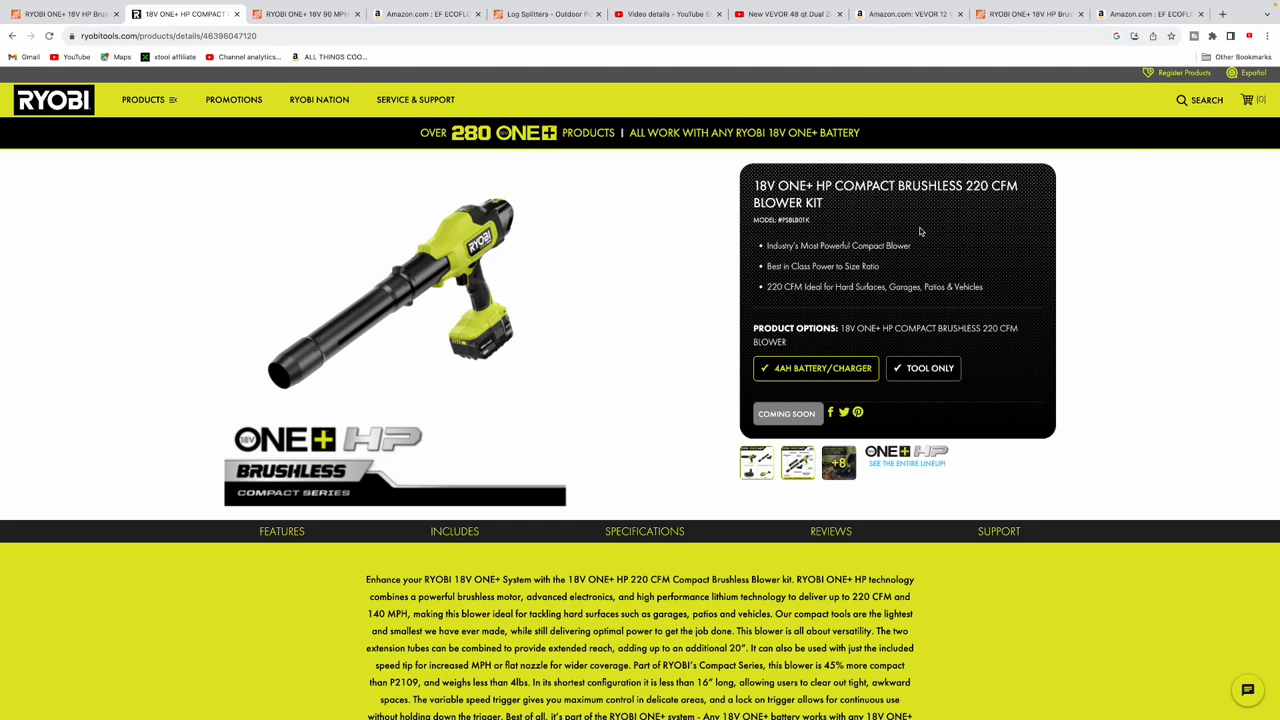 RYOBI ONE+ 18V HP Brus
18V ONE+ HP COMPACT
RYOBI ONE+ 18V 90 MPH
Amazon.com : EF ECOFLO
Log Splitters - Outdoor P
Video details - YouTube S
New VEVOR 48 qt Dual Z
Amazon.com: VEVOR 12 V
RYOBI ONE+ 18V HP Brus
Amazon.com : EF ECOFLO
ryobitools.com/products/details/46396047120
Gmail
YouTube
Maps
xtool affiliate
Channel analytics...
ALL THINGS COO...
Other Bookmarks
Register Products
Español
RYOBI
PRODUCTS
PROMOTIONS
RYOBI NATION
SERVICE & SUPPORT
SEARCH
(0)
OVER 280 ONE+ PRODUCTS | ALL WORK WITH ANY RYOBI 18V ONE+ BATTERY
RYOBI
18V ONE+ HP
BRUSHLESS
COMPACT SERIES
18V ONE+ HP COMPACT BRUSHLESS 220 CFM
BLOWER KIT
MODEL: #PSBLB01K
• Industry's Most Powerful Compact Blower
• Best in Class Power to Size Ratio
• 220 CFM Ideal for Hard Surfaces, Garages, Patios & Vehicles
PRODUCT OPTIONS: 18V ONE+ HP COMPACT BRUSHLESS 220 CFM
BLOWER
✓ 4AH BATTERY/CHARGER
✓ TOOL ONLY
COMING SOON
+8
ONE+ HP
SEE THE ENTIRE LINEUP!
FEATURES
INCLUDES
SPECIFICATIONS
REVIEWS
SUPPORT
Enhance your RYOBI 18V ONE+ System with the 18V ONE+ HP 220 CFM Compact Brushless Blower kit. RYOBI ONE+ HP technology
combines a powerful brushless motor, advanced electronics, and high performance lithium technology to deliver up to 220 CFM and
140 MPH, making this blower ideal for tackling hard surfaces such as garages, patios and vehicles. Our compact tools are the lightest
and smallest we have ever made, while still delivering optimal power to get the job done. This blower is all about versatility. The two
extension tubes can be combined to provide extended reach, adding up to an additional 20". It can also be used with just the included
speed tip for increased MPH or flat nozzle for wider coverage. Part of RYOBI's Compact Series, this blower is 45% more compact
than P2109, and weighs less than 4lbs. In its shortest configuration it is less than 16" long, allowing users to clear out tight, awkward
spaces. The variable speed trigger gives you maximum control in delicate areas, and a lock on trigger allows for continuous use
without holding down the trigger. Best of all, it's part of the RYOBI ONE+ system - Any 18V ONE+ battery works with any 18V ONE+